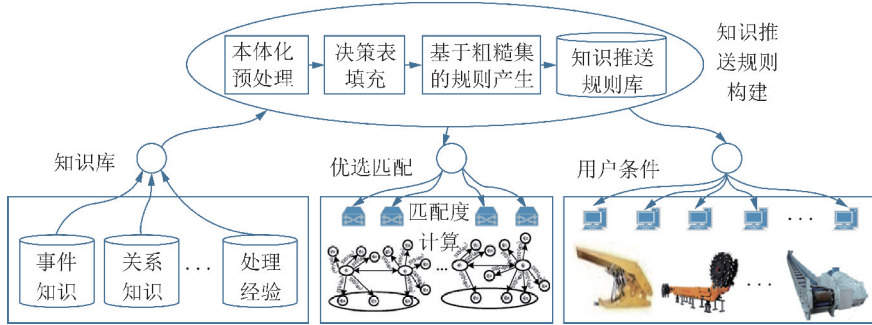 知识推
送规则
构建
本体化
预处理
决策表
填充
基于粗糙集
的规则产生
知识推送
规则库
知识库
优选匹配
用户条件
事件
知识
关系
知识
...
处理
经验
匹配度
计算
...
...
...